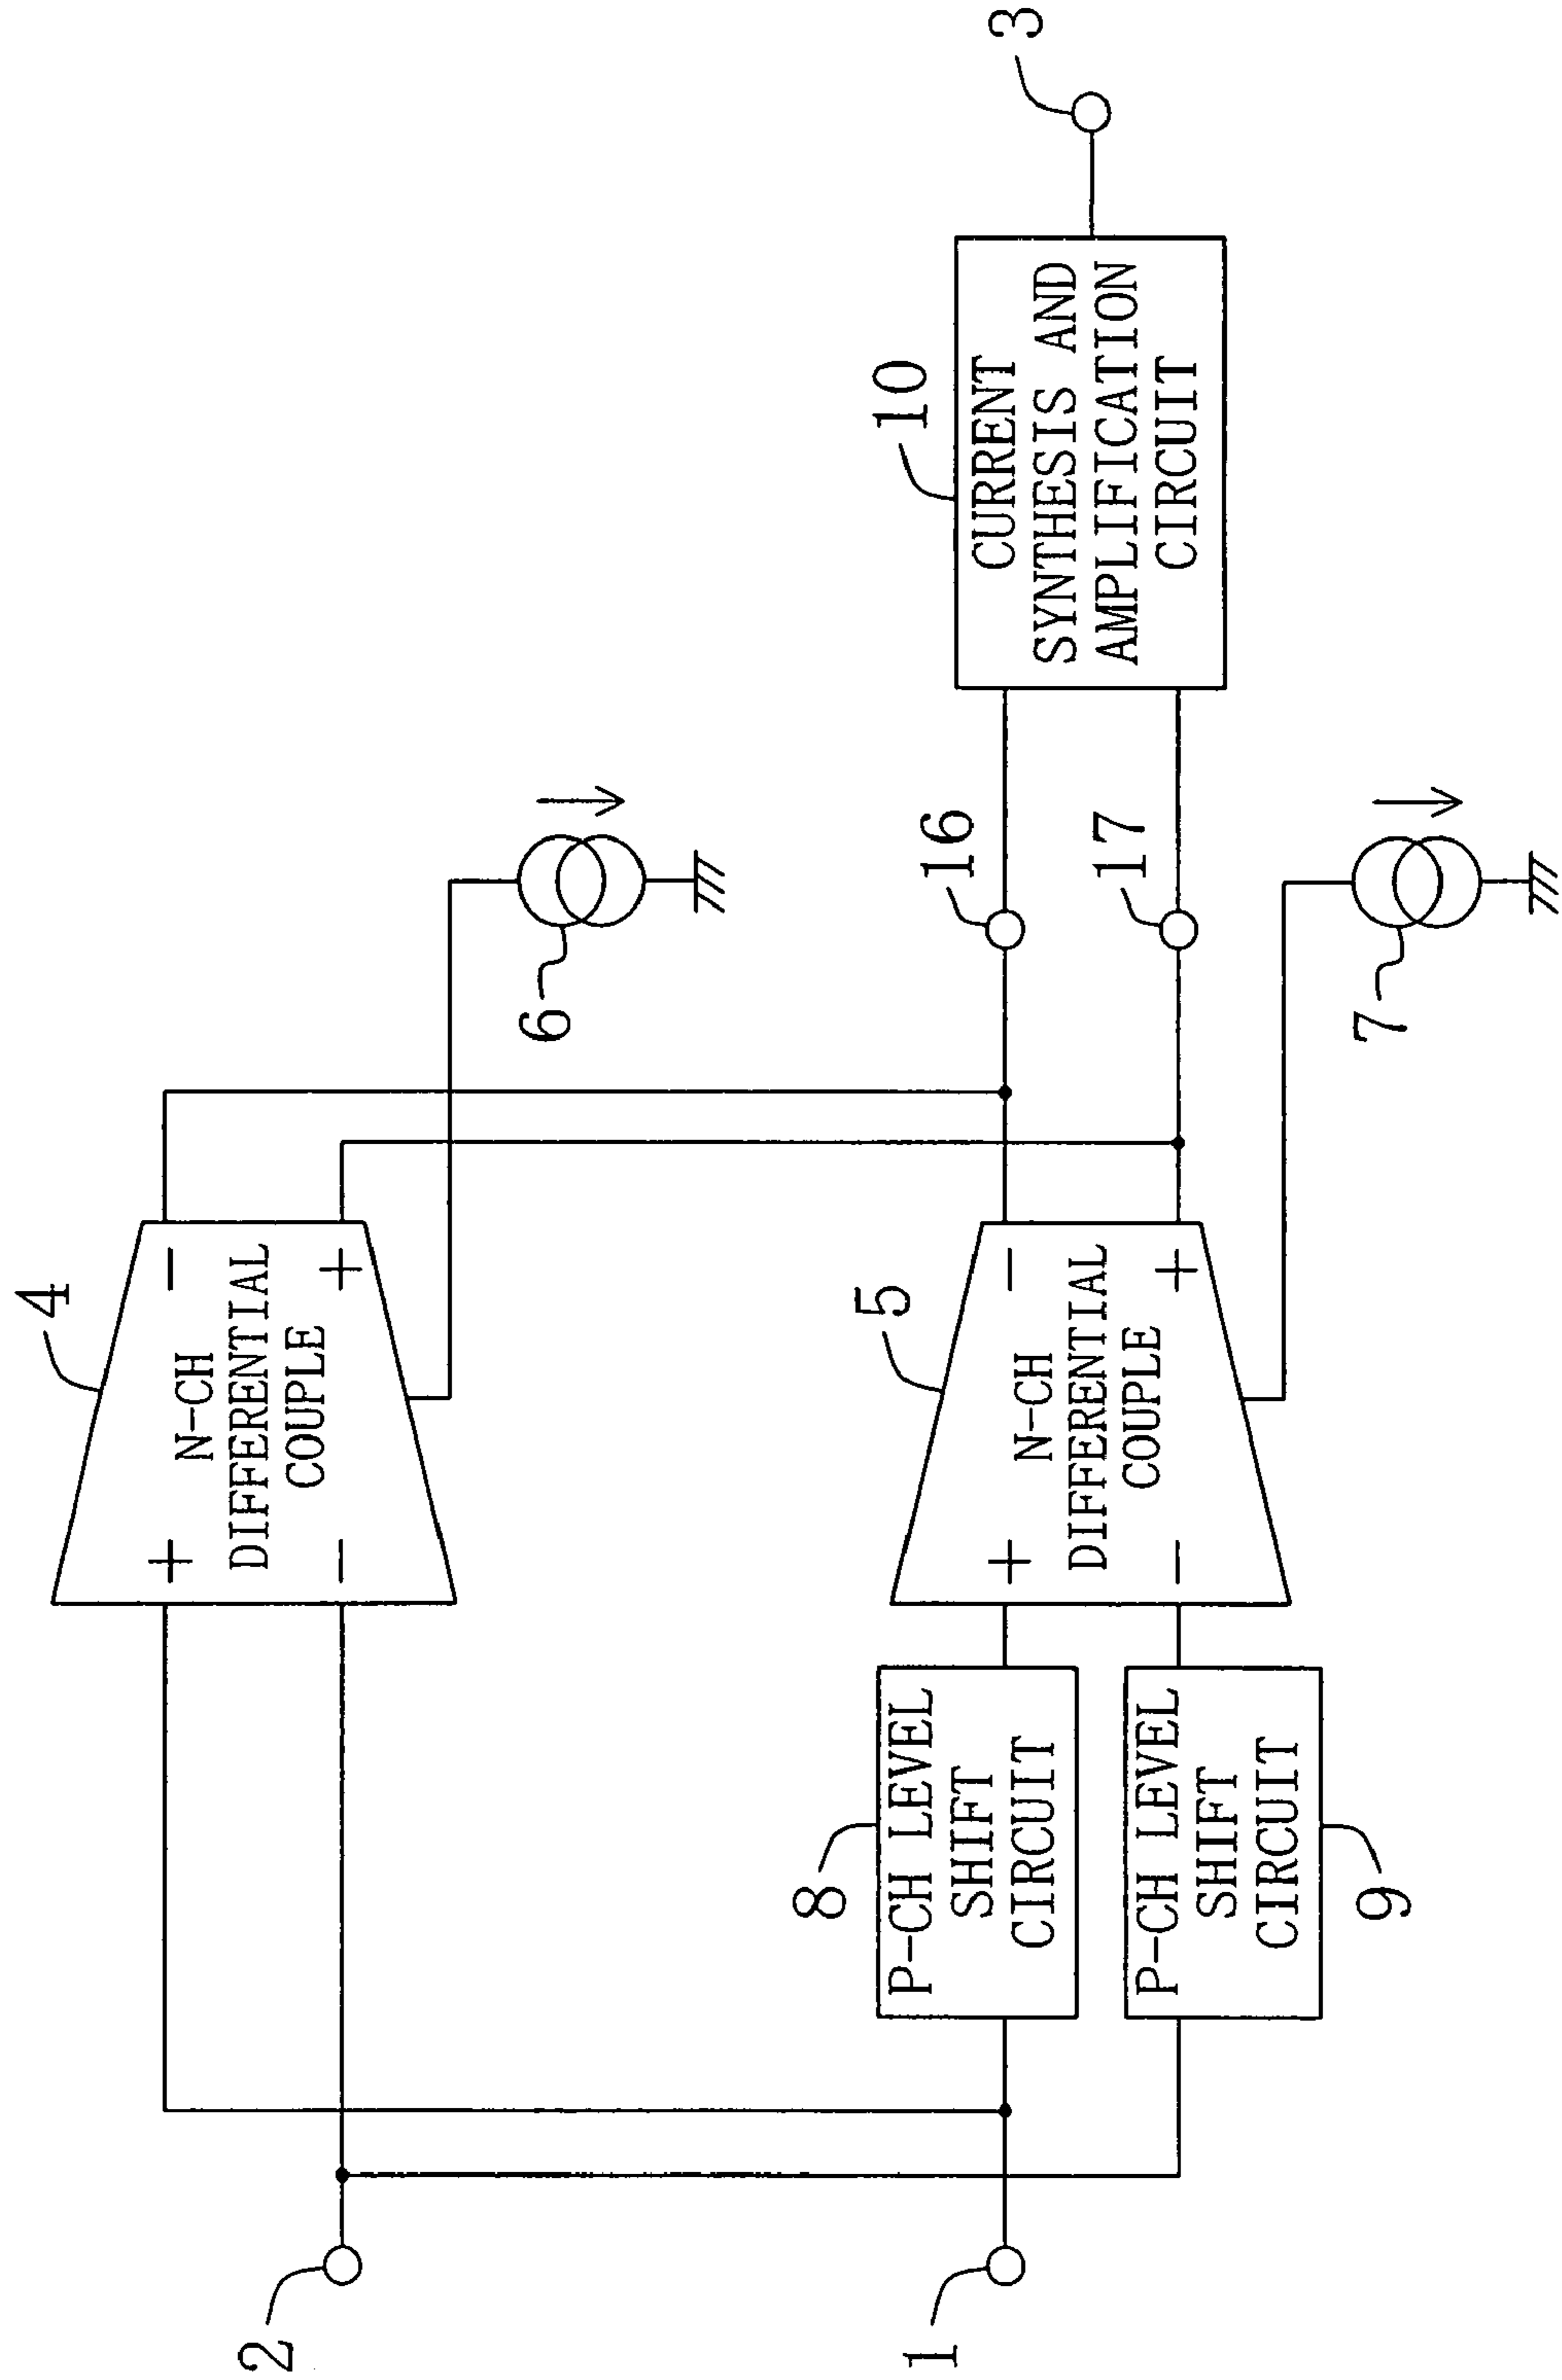 4
N-CH
DIFFERENTIAL
COUPLE
+
−
−
+
2
6
8
P-CH LEVEL
SHIFT
CIRCUIT
5
N-CH
DIFFERENTIAL
COUPLE
+
−
−
+
16
10
CURRENT
SYNTHESIS AND
AMPLIFICATION
CIRCUIT
3
1
P-CH LEVEL
SHIFT
CIRCUIT
9
17
7